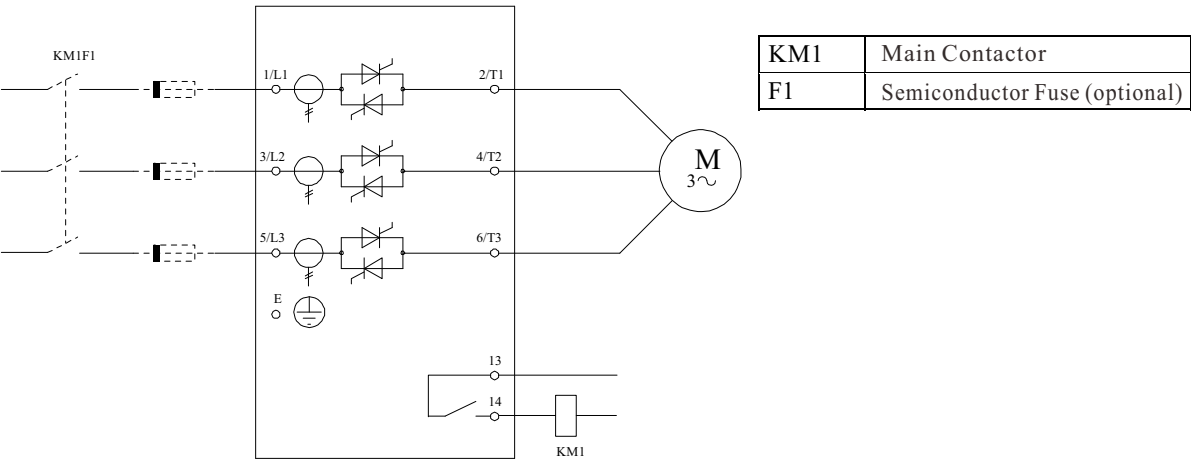 KM1F1
1/L1
2/T1
3/L2
4/T2
5/L3
6/T3
M
3~
E
13
14
KM1
KM1 Main Contactor
F1 Semiconductor Fuse (optional)